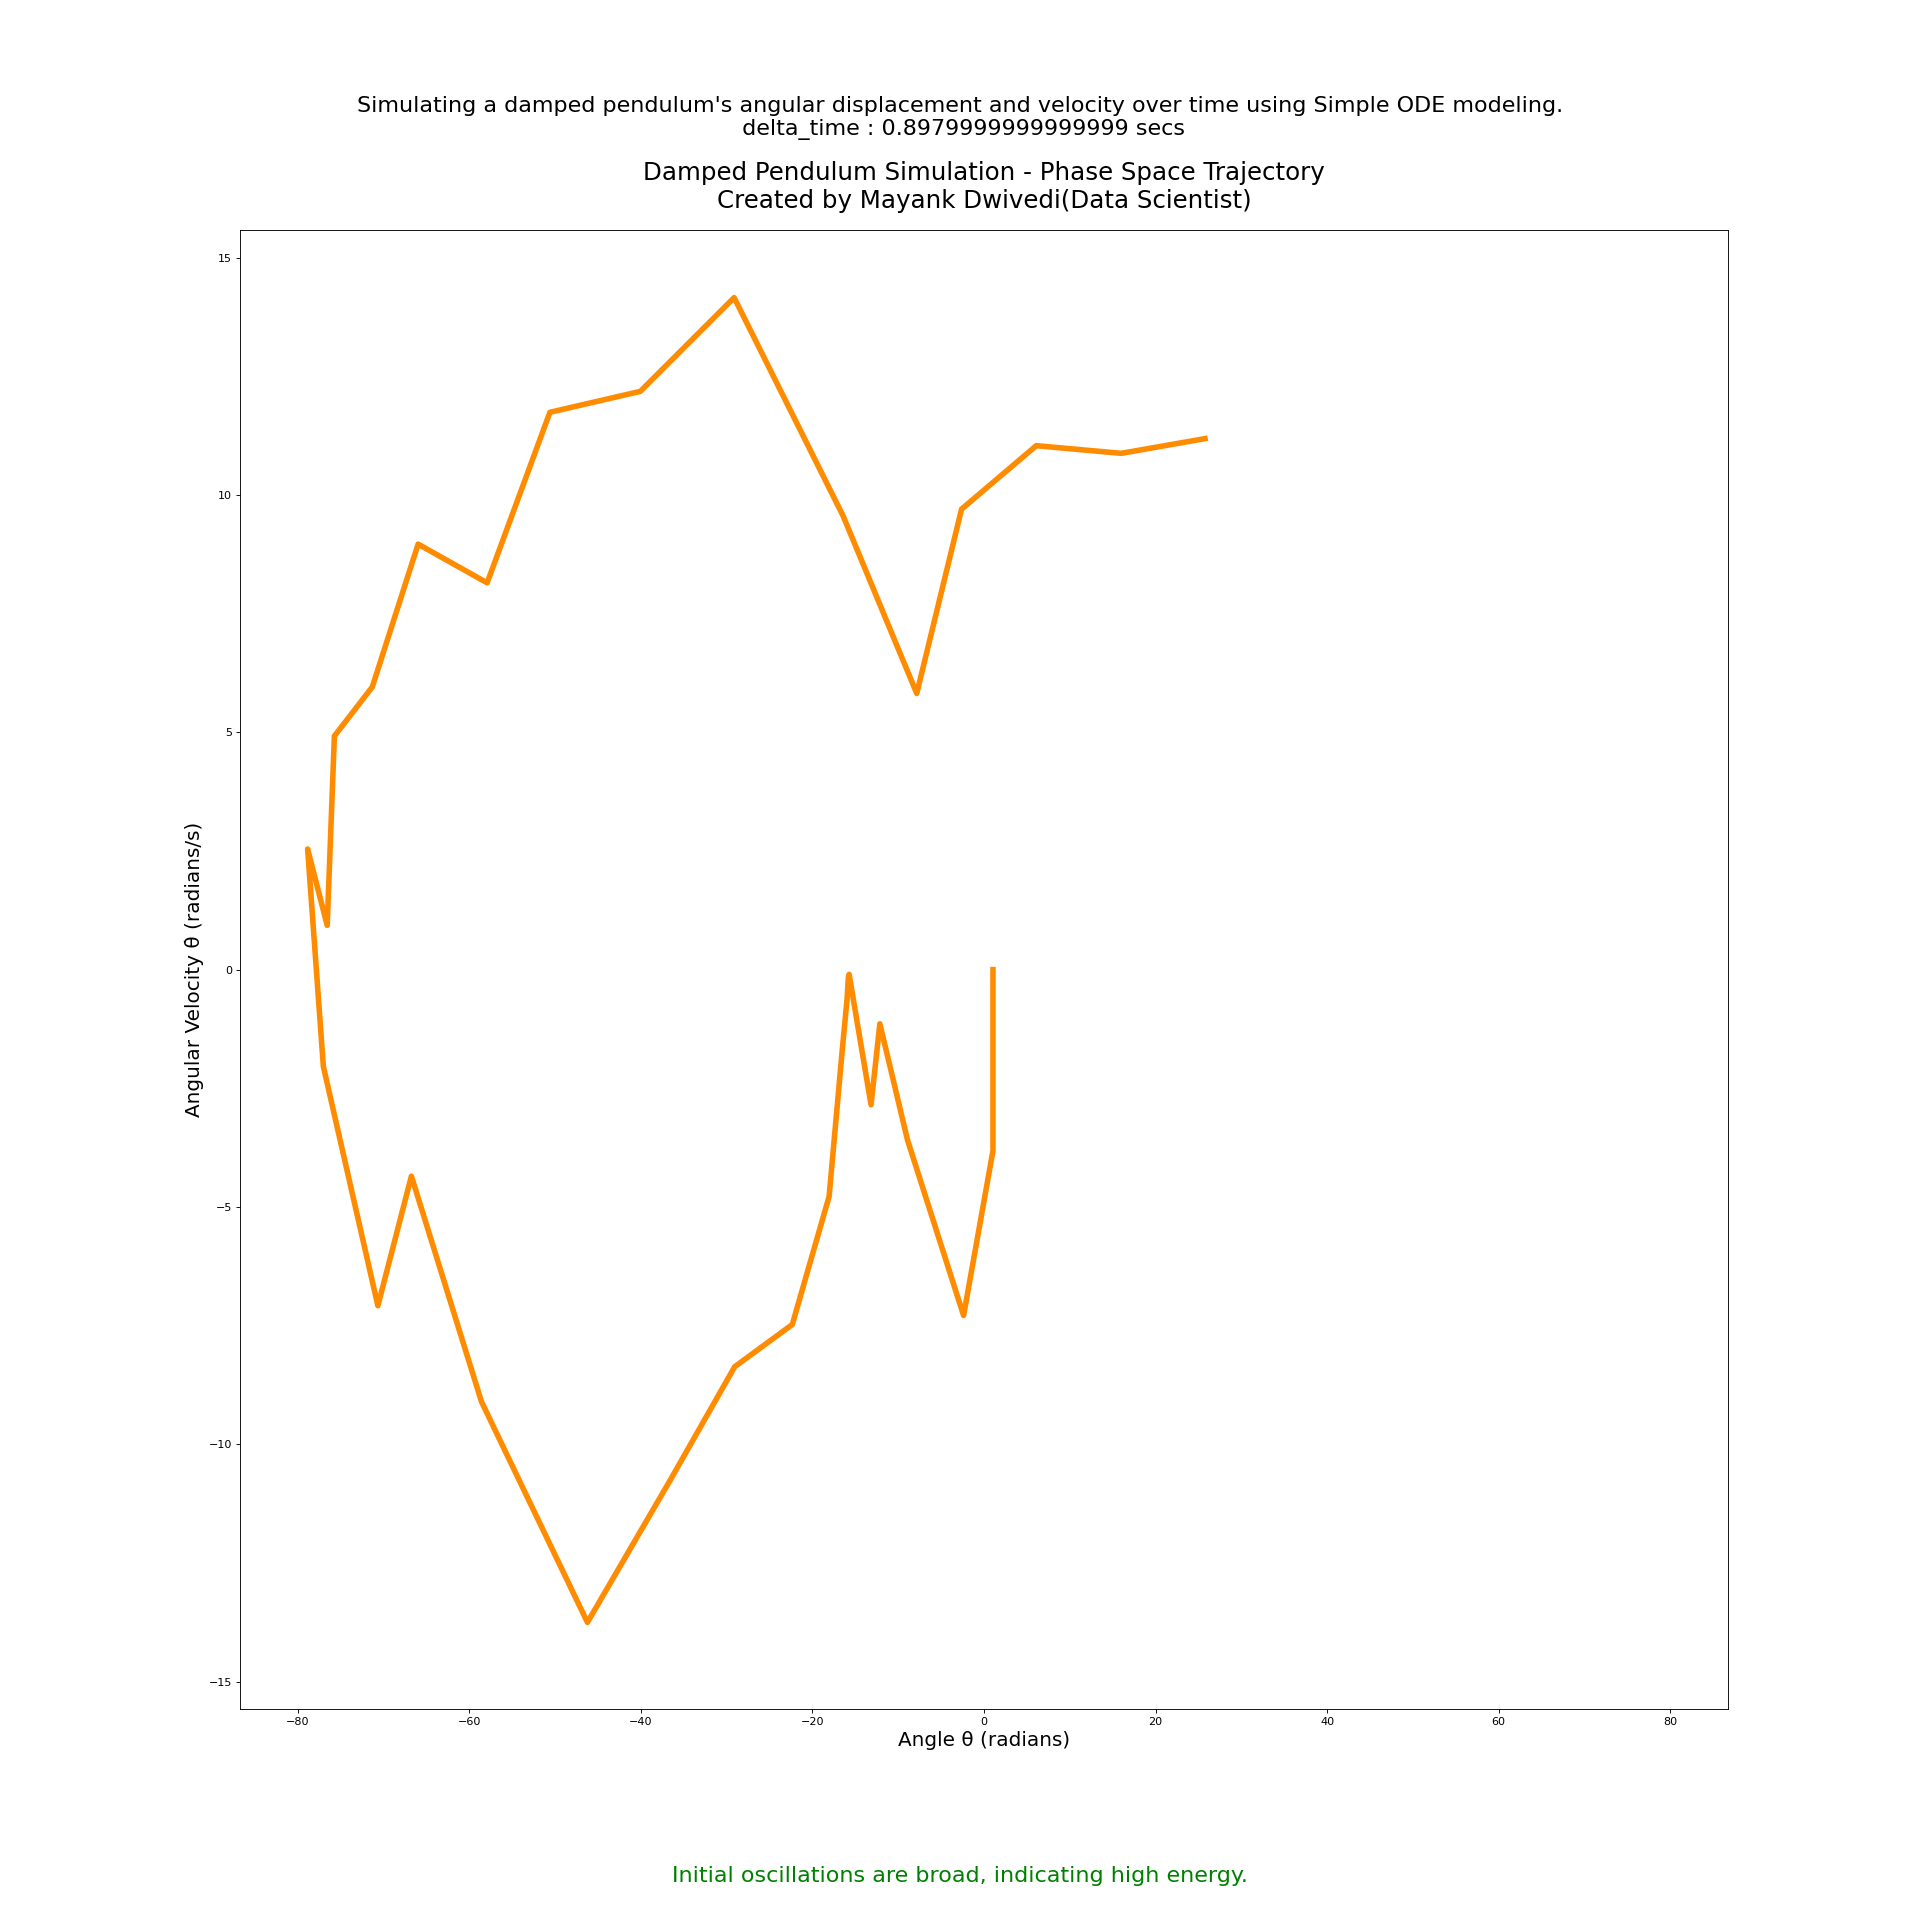 Simulating a damped pendulum's angular displacement and velocity over time using Simple ODE modeling.
delta_time : 0.8979999999999999 secs
Damped Pendulum Simulation - Phase Space Trajectory
Created by Mayank Dwivedi(Data Scientist)
15
10
5
0
−5
−10
−15
Angular Velocity θ (radians/s)
−80
−60
−40
−20
0
20
40
60
80
Angle θ (radians)
Initial oscillations are broad, indicating high energy.